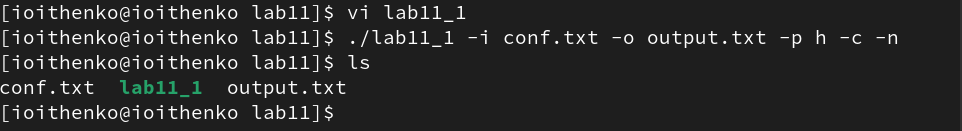 [ioithenko@ioithenko lab11]$ vi lab11_1
[ioithenko@ioithenko lab11]$ ./lab11_1 -i conf.txt -o output.txt -p h -c -n
[ioithenko@ioithenko lab11]$ ls
conf.txt  lab11_1  output.txt
[ioithenko@ioithenko lab11]$